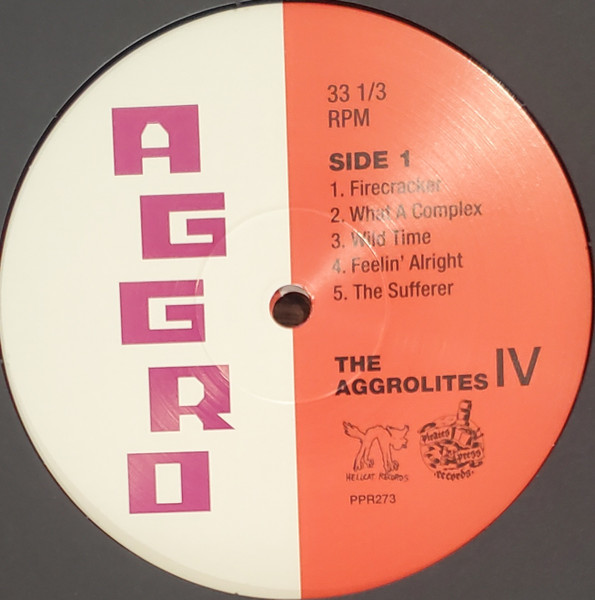 AGGRO
33 1/3
RPM
SIDE 1
1. Firecracker
2. What A Complex
3. Wild Time
4. Feelin' Alright
5. The Sufferer
THE
AGGROLITES IV
HELLCAT RECORDS
Pirates
Press
records.
PPR273